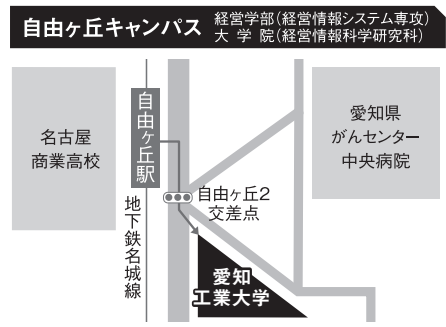 自由ヶ丘キャンパス
経営学部(経営情報システム専攻)
大学院(経営情報科学研究科)
名古屋
商業高校
自由ヶ丘駅
地下鉄名城線
自由ヶ丘2
交差点
愛知県
がんセンター
中央病院
愛知
工業大学